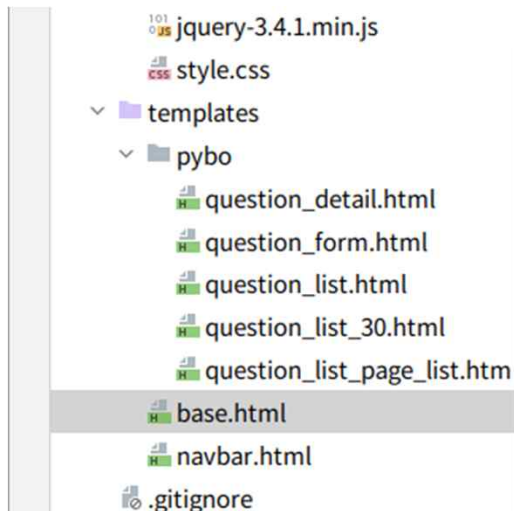 jquery-3.4.1.min.js
style.css
templates
pybo
question_detail.html
question_form.html
question_list.html
question_list_30.html
question_list_page_list.htm
base.html
navbar.html
.gitignore